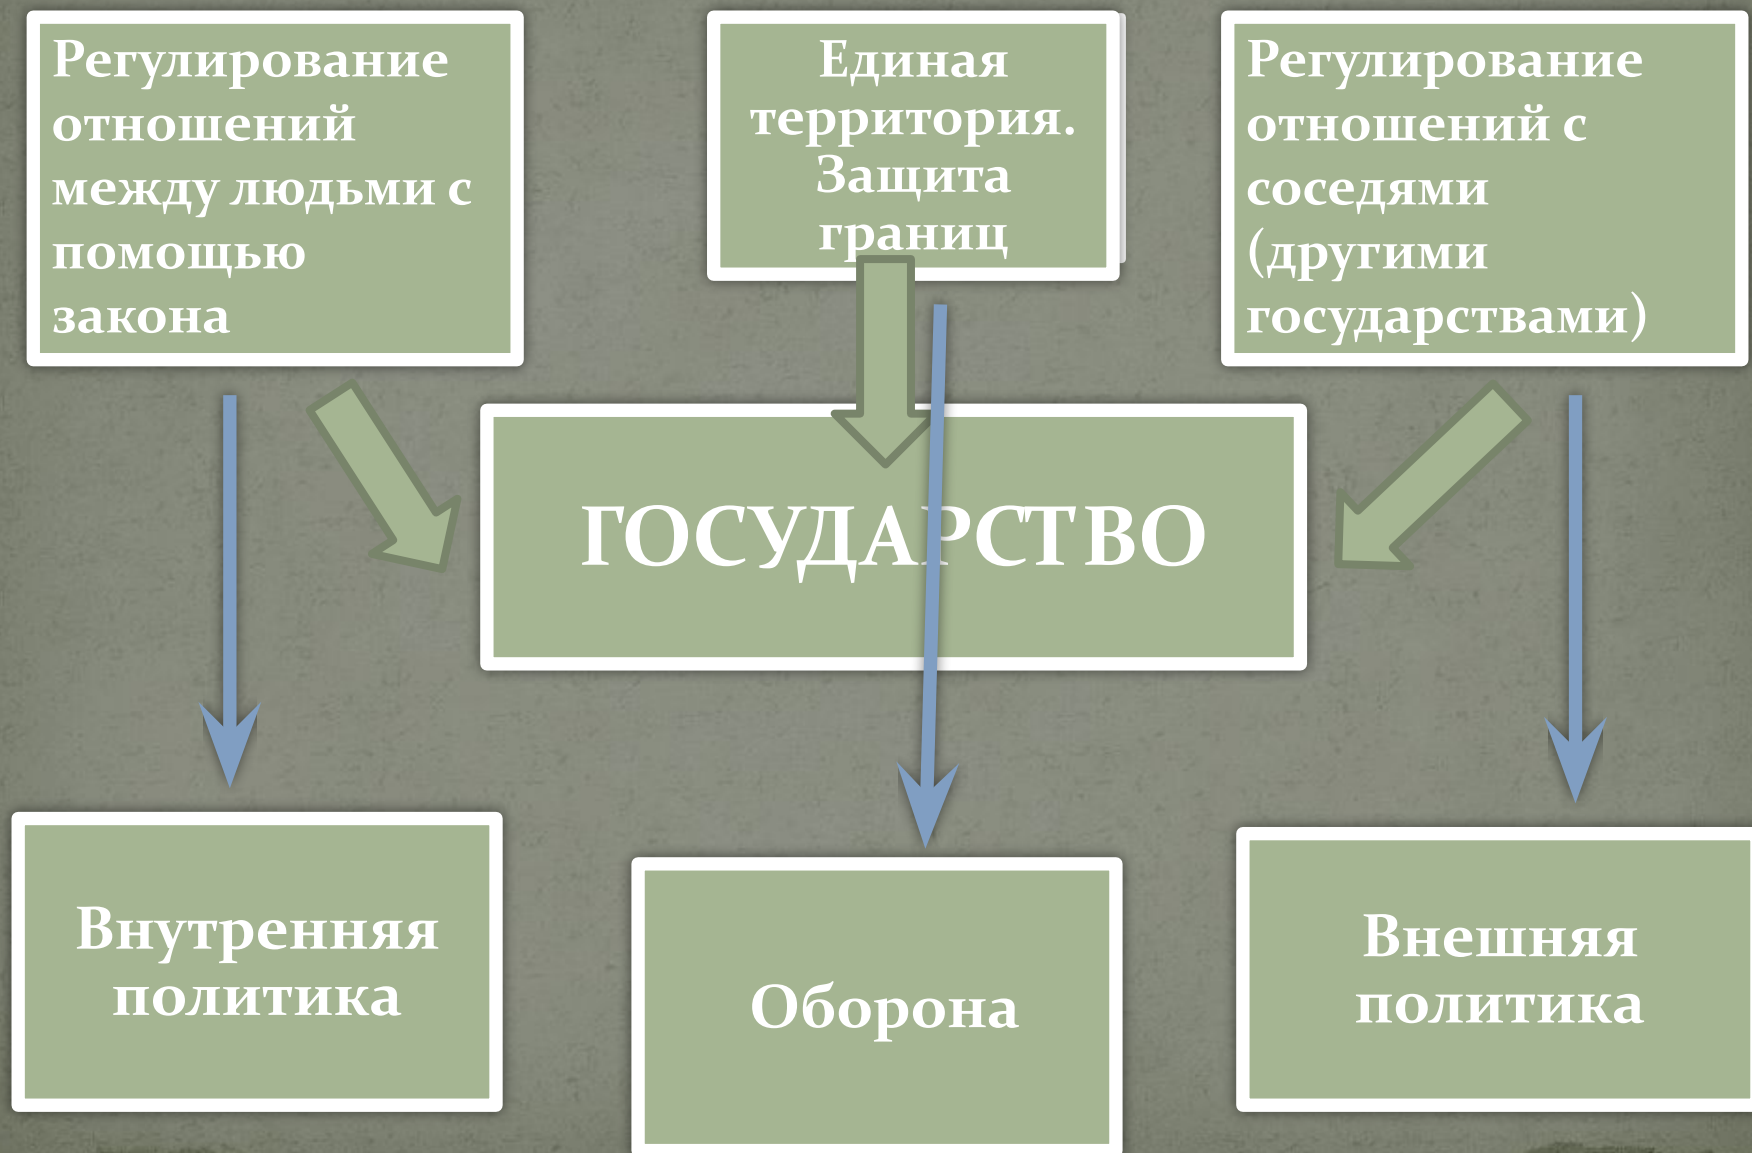 Регулирование
отношений
между людьми с
помощью
закона
Единая
территория.
Защита
границ
Регулирование
отношений с
соседями
(другими
государствами)
ГОСУДАРСТВО
Внутренняя
политика
Оборона
Внешняя
политика